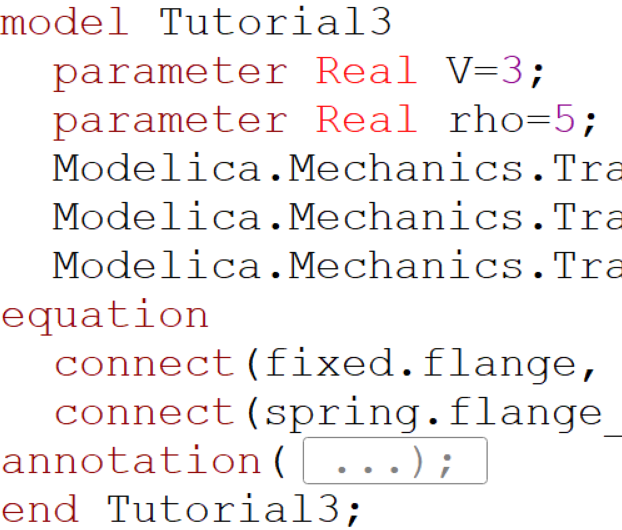 model Tutorial3
parameter Real V=3;
parameter Real rho=5;
Modelica.Mechanics.Tra
Modelica.Mechanics.Tra
Modelica.Mechanics.Tra
equation
connect(fixed.flange,
connect(spring.flange_
annotation( ...);
end Tutorial3;